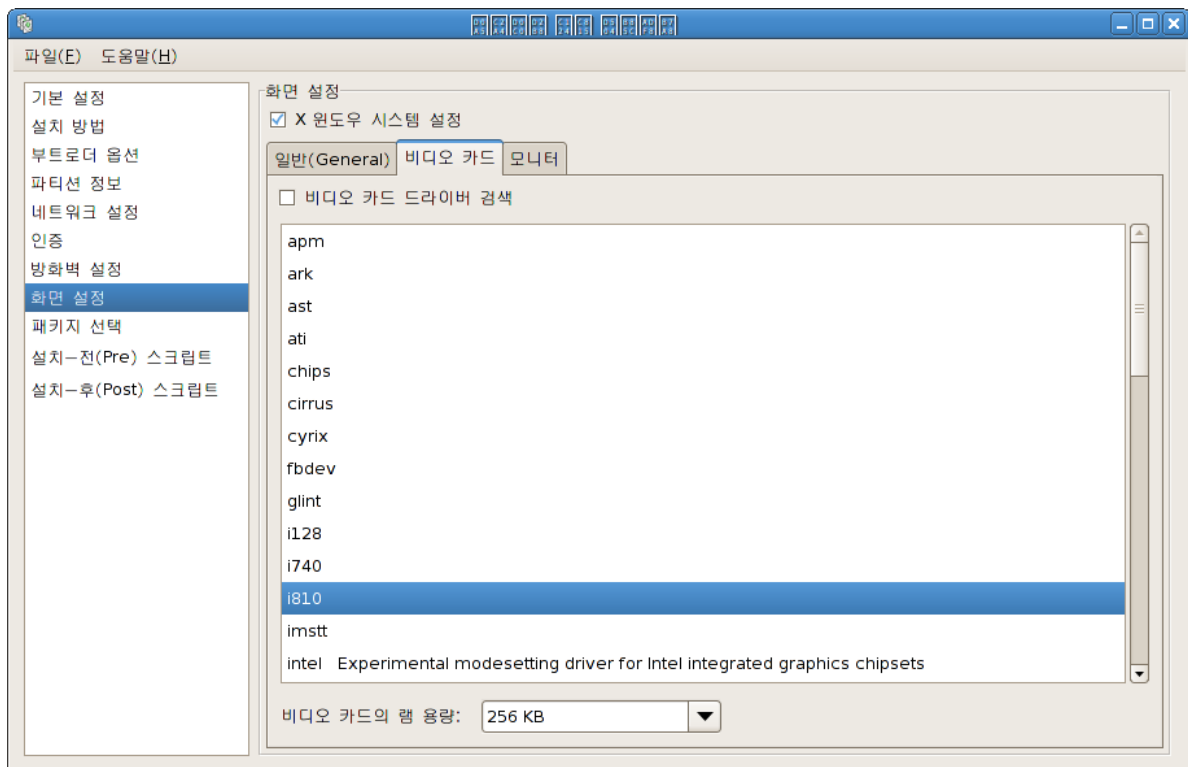 파일(F) 도움말(H)
기본 설정
설치 방법
부트로더 옵션
파티션 정보
네트워크 설정
인증
방화벽 설정
화면 설정
패키지 선택
설치-전(Pre) 스크립트
설치-후(Post) 스크립트
화면 설정
X 윈도우 시스템 설정
일반(General) 비디오 카드 모니터
비디오 카드 드라이버 검색
apm
ark
ast
ati
chips
cirrus
cyrix
fbdev
glint
i128
i740
i810
imstt
intel Experimental modesetting driver for Intel integrated graphics chipsets
비디오 카드의 램 용량: 256 KB